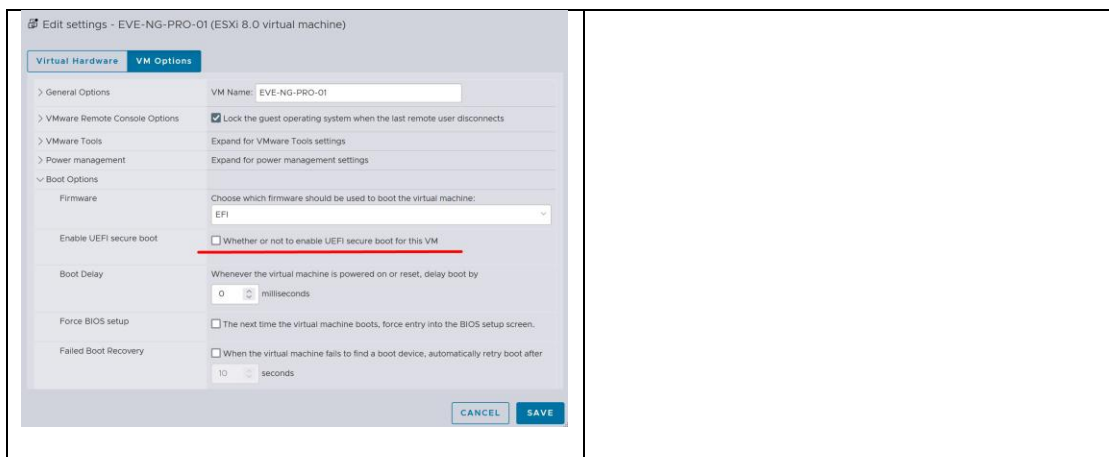 Edit settings - EVE-NG-PRO-01 (ESXi 8.0 virtual machine)
Virtual Hardware VM Options
General Options VM Name: EVE-NG-PRO-01
VMware Remote Console Options Lock the guest operating system when the last remote user disconnects
VMware Tools Expand for VMware Tools settings
Power management Expand for power management settings
Boot Options
Firmware Choose which firmware should be used to boot the virtual machine:
EFI
Enable UEFI secure boot Whether or not to enable UEFI secure boot for this VM
Boot Delay Whenever the virtual machine is powered on or reset, delay boot by
0 milliseconds
Force BIOS setup The next time the virtual machine boots, force entry into the BIOS setup screen.
Failed Boot Recovery When the virtual machine fails to find a boot device, automatically retry boot after
10 seconds
CANCEL SAVE